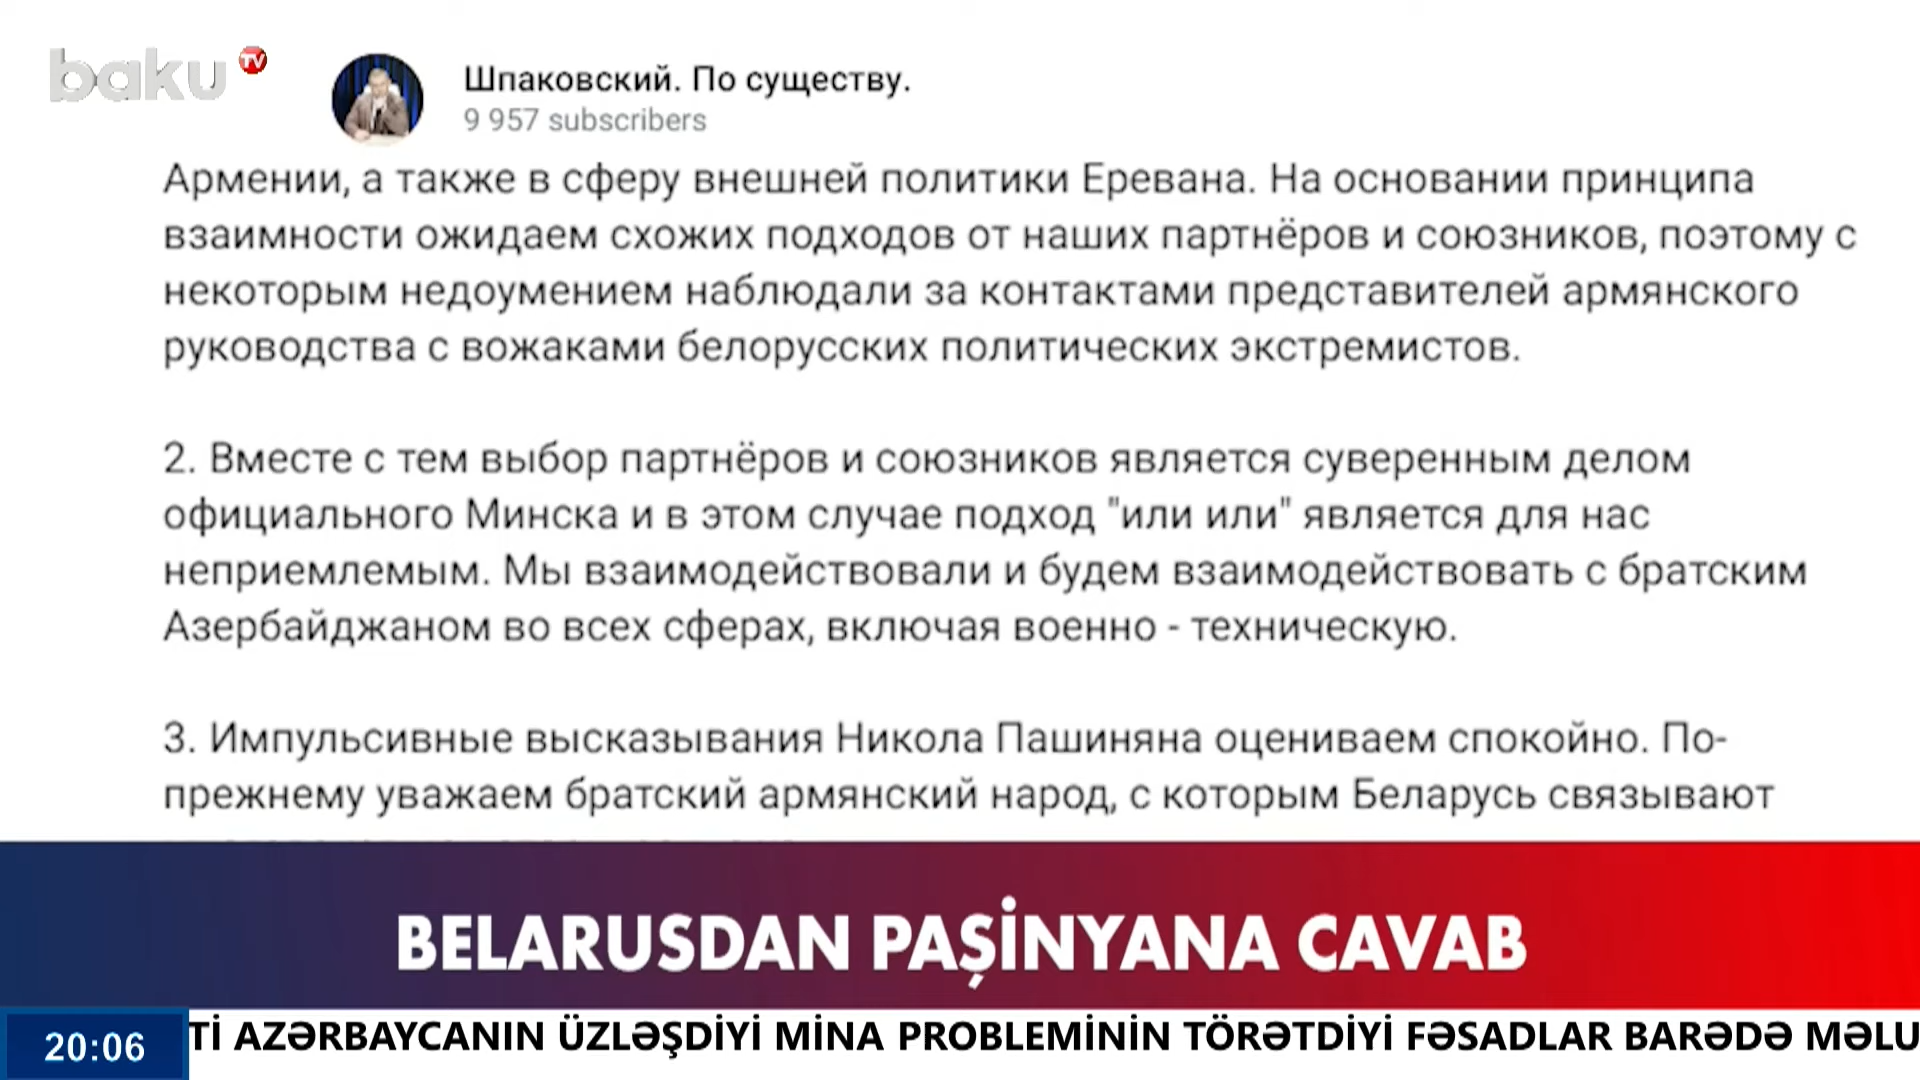 baku TV
Шпаковский. По существу.
9 957 subscribers
Армении, а также в сферу внешней политики Еревана. На основании принципа
взаимности ожидаем схожих подходов от наших партнёров и союзников, поэтому с
некоторым недоумением наблюдали за контактами представителей армянского
руководства с вожаками белорусских политических экстремистов.
2. Вместе с тем выбор партнёров и союзников является суверенным делом
официального Минска и в этом случае подход "или или" является для нас
неприемлемым. Мы взаимодействовали и будем взаимодействовать с братским
Азербайджаном во всех сферах, включая военно - техническую.
3. Импульсивные высказывания Никола Пашиняна оцениваем спокойно. По-
прежнему уважаем братский армянский народ, с которым Беларусь связывают
BELARUSDAN PAŞİNYANA CAVAB
20:06
Tİ AZƏRBAYCANIN ÜZLƏŞDİYİ MİNA PROBLEMİNİN TÖRƏTDİYİ FƏSADLAR BARƏDƏ MƏLU